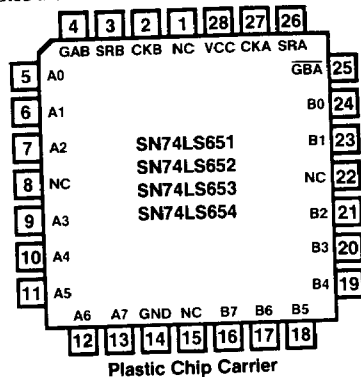 4 3 2 1 28 27 26
GAB SRB CKB NC VCC CKA SRA
5 A0 GBA 25
6 A1 B0 24
7 A2 SN74LS651 B1 23
8 NC SN74LS652 NC 22
9 A3 SN74LS653 B2 21
10 A4 SN74LS654 B3 20
11 A5 B4 19
A6 A7 GND NC B7 B6 B5
12 13 14 15 16 17 18
Plastic Chip Carrier